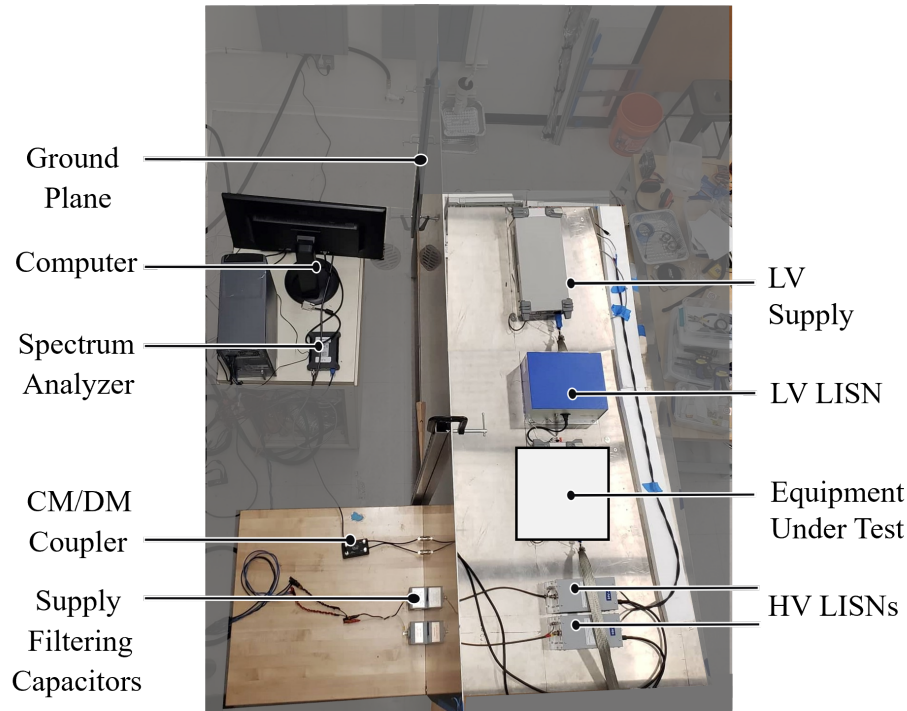 Ground
Plane
Computer
Spectrum
Analyzer
CM/DM
Coupler
Supply
Filtering
Capacitors
LV
Supply
LV LISN
Equipment
Under Test
HV LISNs